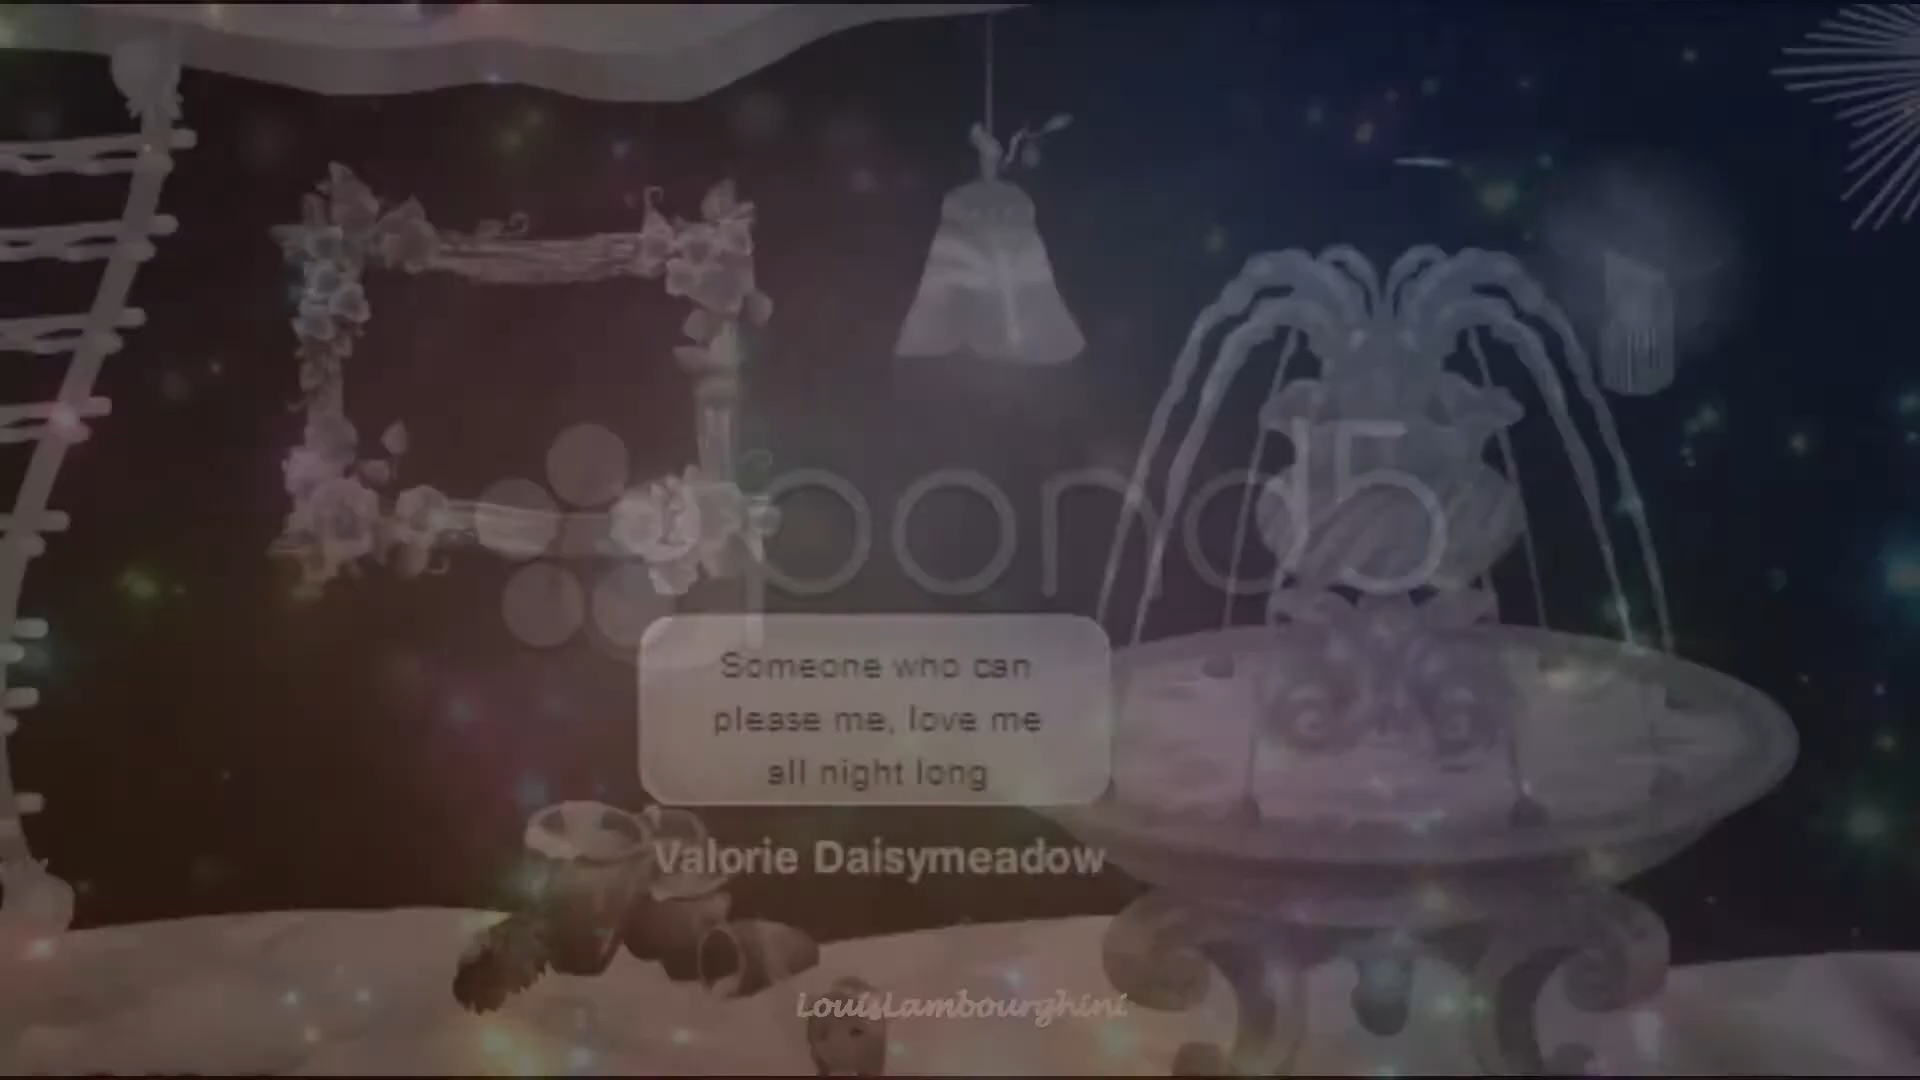 pond5
Someone who can
please me, love me
all night long
Valorie Daisymeadow
LouisLambourghini